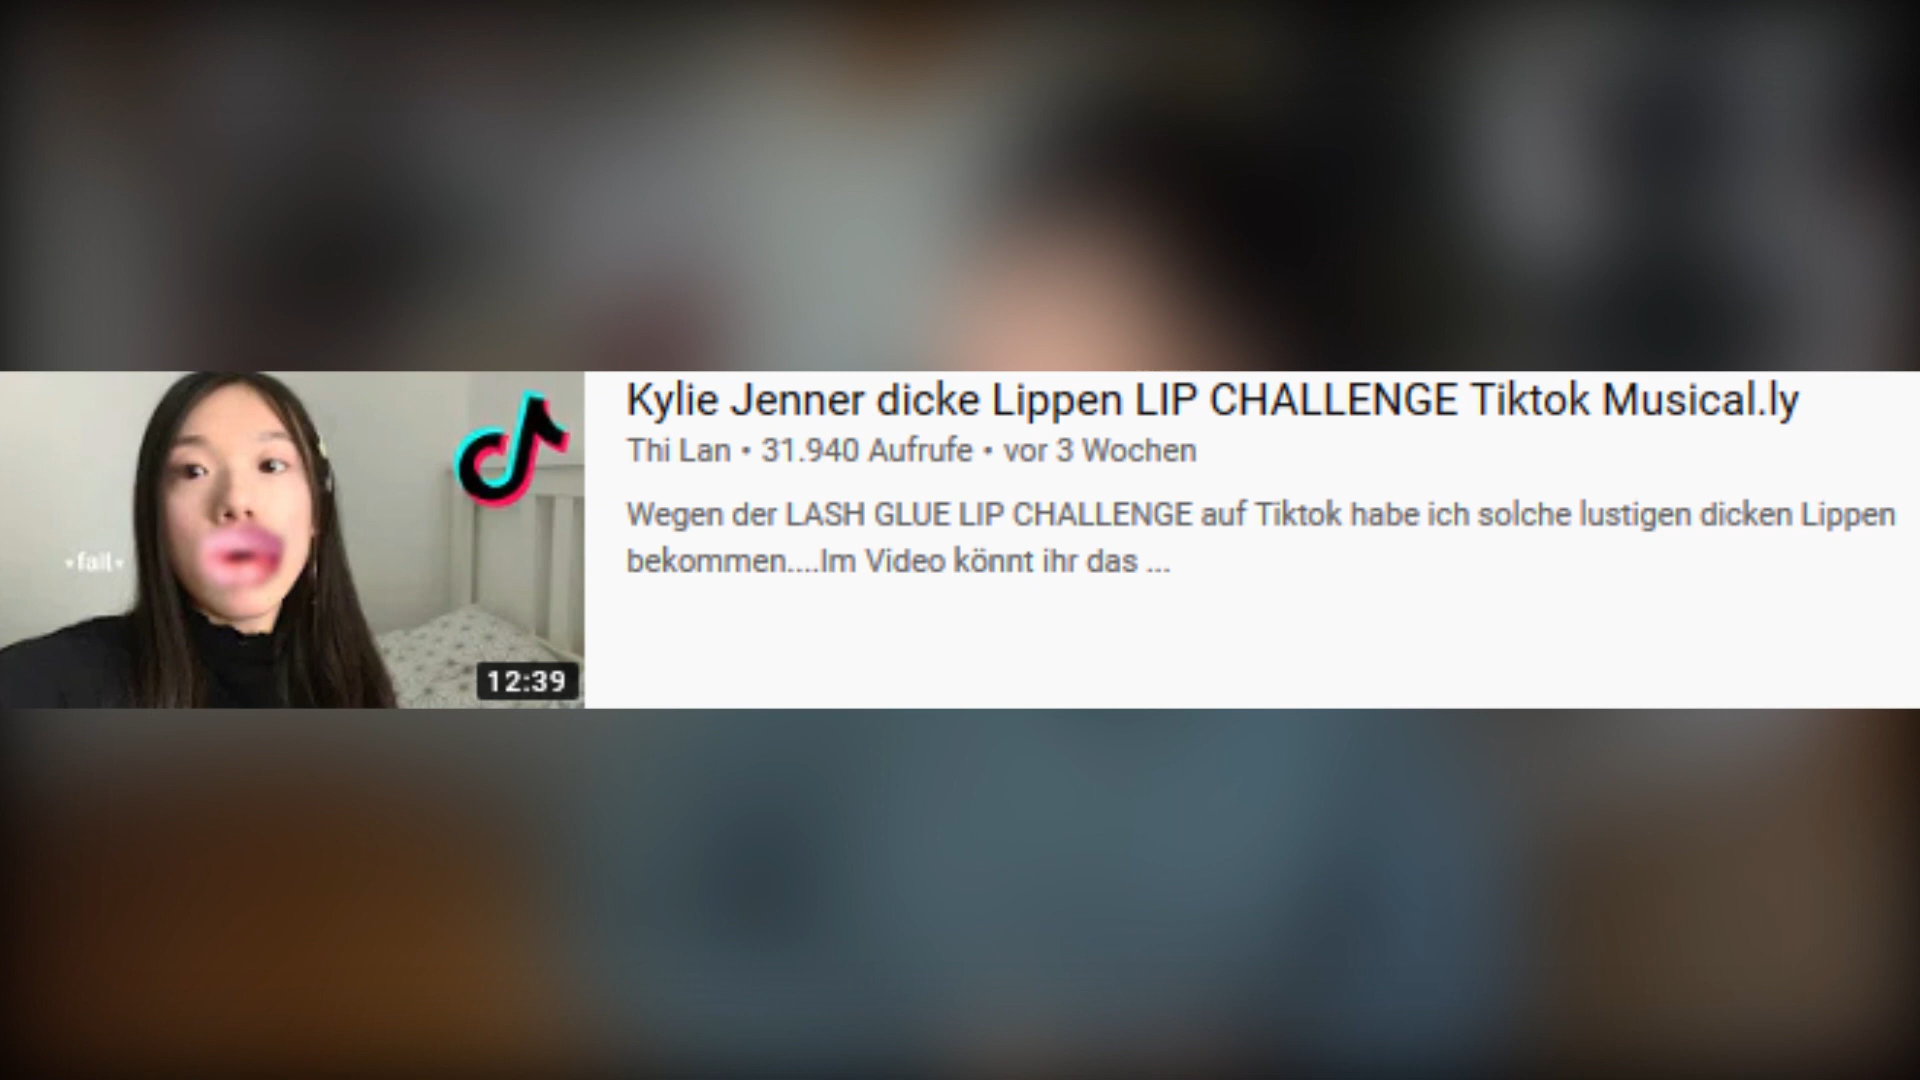 Kylie Jenner dicke Lippen LIP CHALLENGE Tiktok Musical.ly
Thi Lan • 31.940 Aufrufe • vor 3 Wochen
Wegen der LASH GLUE LIP CHALLENGE auf Tiktok habe ich solche lustigen dicken Lippen
bekommen....Im Video könnt ihr das ...
*fail*
12:39